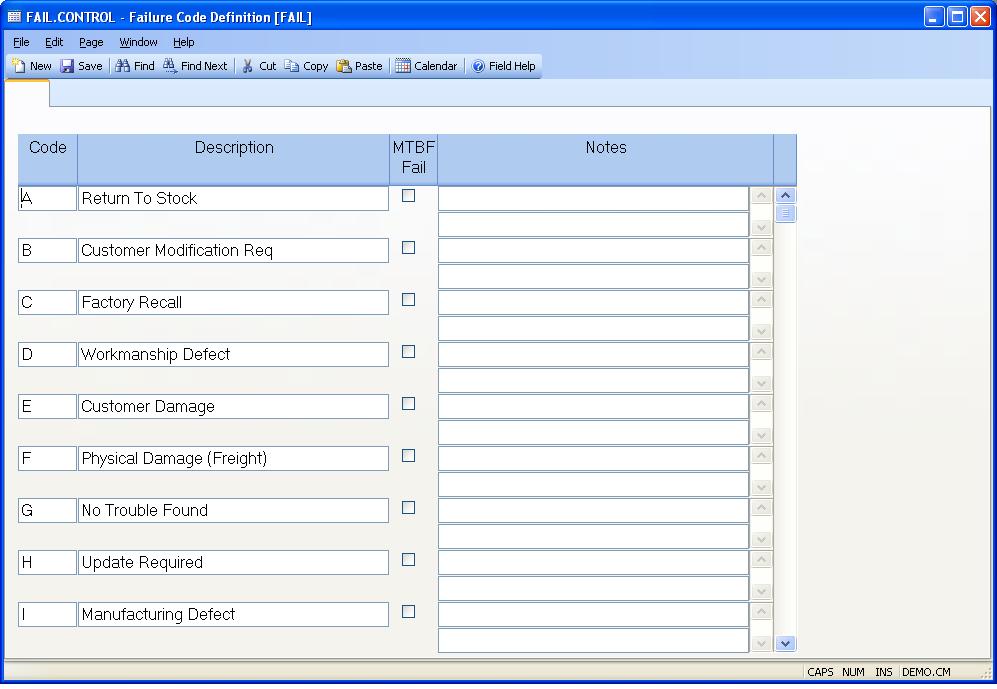 FAIL.CONTROL - Failure Code Definition [FAIL]
File Edit Page Window Help
New Save Find Find Next Cut Copy Paste Calendar Field Help
Code Description MTBF Fail Notes
A Return To Stock
B Customer Modification Req
C Factory Recall
D Workmanship Defect
E Customer Damage
F Physical Damage (Freight)
G No Trouble Found
H Update Required
I Manufacturing Defect
CAPS NUM INS DEMO.CM